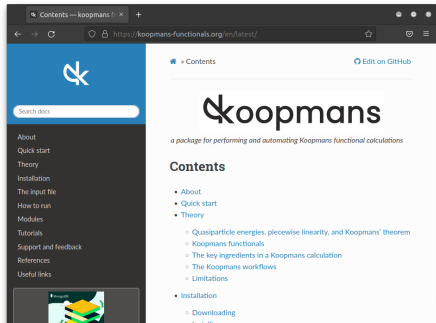 Contents — koopmans f
https://koopmans-functionals.org/en/latest/
Search docs
About
Quick start
Theory
Installation
The input file
How to run
Modules
Tutorials
Support and feedback
References
Useful links
» Contents
Edit on GitHub
koopmans
a package for performing and automating Koopmans functional calculations
Contents
About
Quick start
Theory
Quasiparticle energies, piecewise linearity, and Koopmans' theorem
Koopmans functionals
The key ingredients in a Koopmans calculation
The Koopmans workflows
Limitations
Installation
Downloading